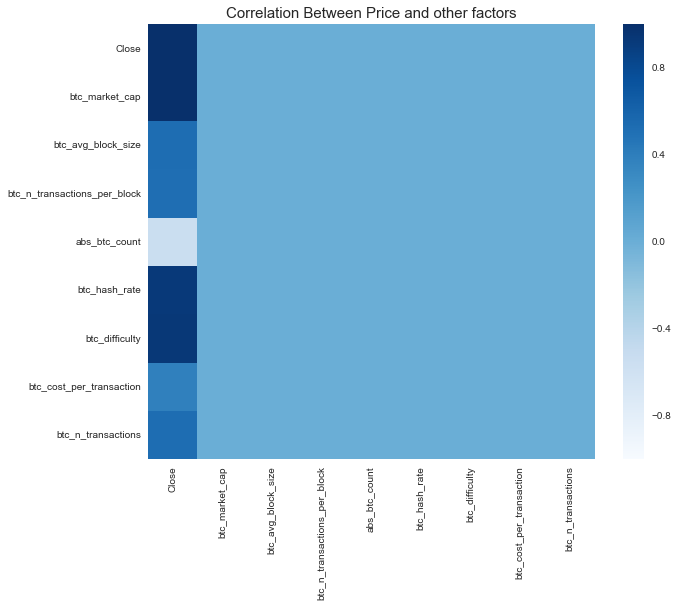 Correlation Between Price and other factors
Close
btc_market_cap
btc_avg_block_size
btc_n_transactions_per_block
abs_btc_count
btc_hash_rate
btc_difficulty
btc_cost_per_transaction
btc_n_transactions
Close
btc_market_cap
btc_avg_block_size
btc_n_transactions_per_block
abs_btc_count
btc_hash_rate
btc_difficulty
btc_cost_per_transaction
btc_n_transactions
0.8
0.4
0.0
−0.4
−0.8